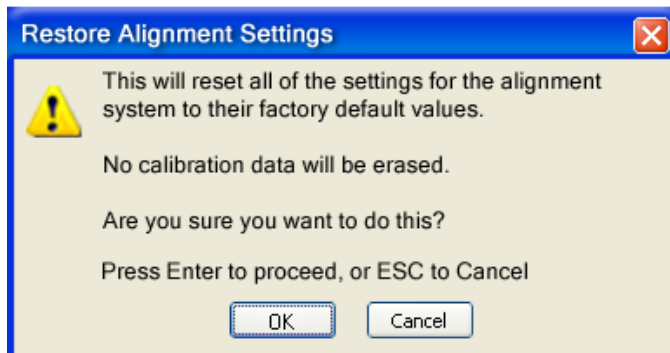 Restore Alignment Settings
This will reset all of the settings for the alignment
system to their factory default values.
No calibration data will be erased.
Are you sure you want to do this?
Press Enter to proceed, or ESC to Cancel
OK
Cancel